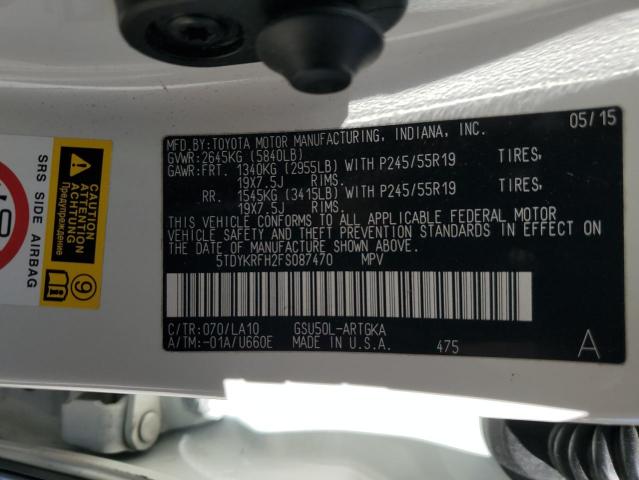 MFD.BY:TOYOTA MOTOR MANUFACTURING, INDIANA, INC. 05/15
GVWR:2645KG (5840LB)
GAWR:FRT. 1340KG (2955LB) WITH P245/55R19 TIRES,
19X7.5J RIMS,
RR. 1545KG (3415LB) WITH P245/55R19 TIRES,
19X7.5J RIMS
THIS VEHICLE CONFORMS TO ALL APPLICABLE FEDERAL MOTOR
VEHICLE SAFETY AND THEFT PREVENTION STANDARDS IN EFFECT ON
THE DATE OF MANUFACTURE SHOWN ABOVE.
5TDYKRFH2FS087470 MPV
C/TR:070/LA10 GSU50L-ARTGKA
A/TM:-01A/U660E MADE IN U.S.A. 475 A
SRS SIDE AIRBAG
CAUTION
ATTENTION
ACHTUNG
Предупреждение
9